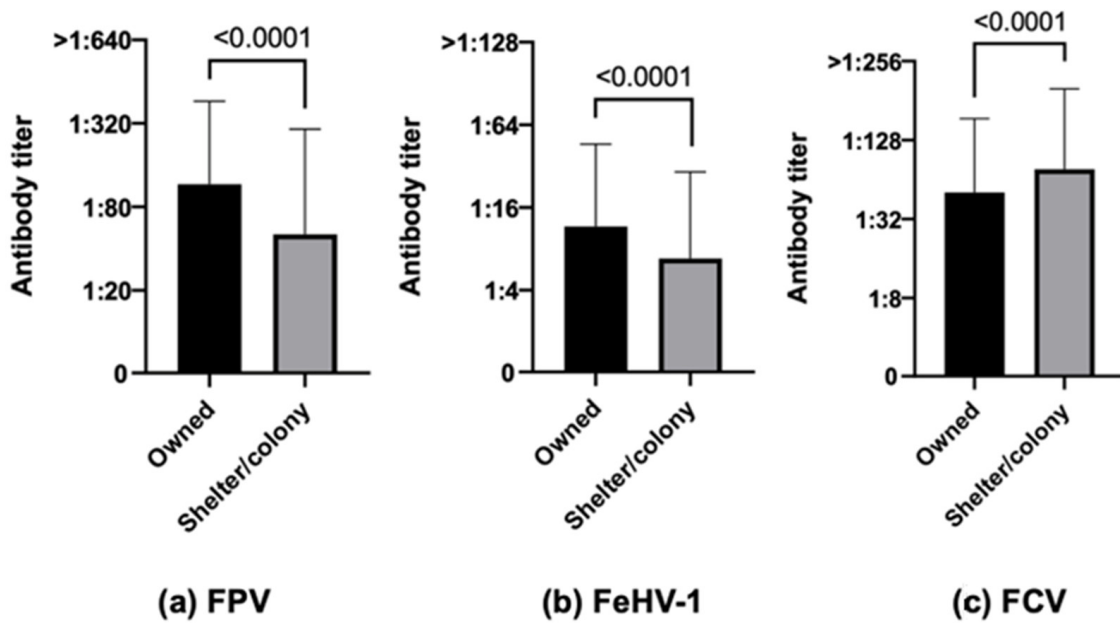 <0.0001
>1:640
1:320
1:80
1:20
0
Antibody titer
Owned
Shelter/colony
(a) FPV
<0.0001
>1:128
1:64
1:16
1:4
0
Antibody titer
Owned
Shelter/colony
(b) FeHV-1
<0.0001
>1:256
1:128
1:32
1:8
0
Antibody titer
Owned
Shelter/colony
(c) FCV